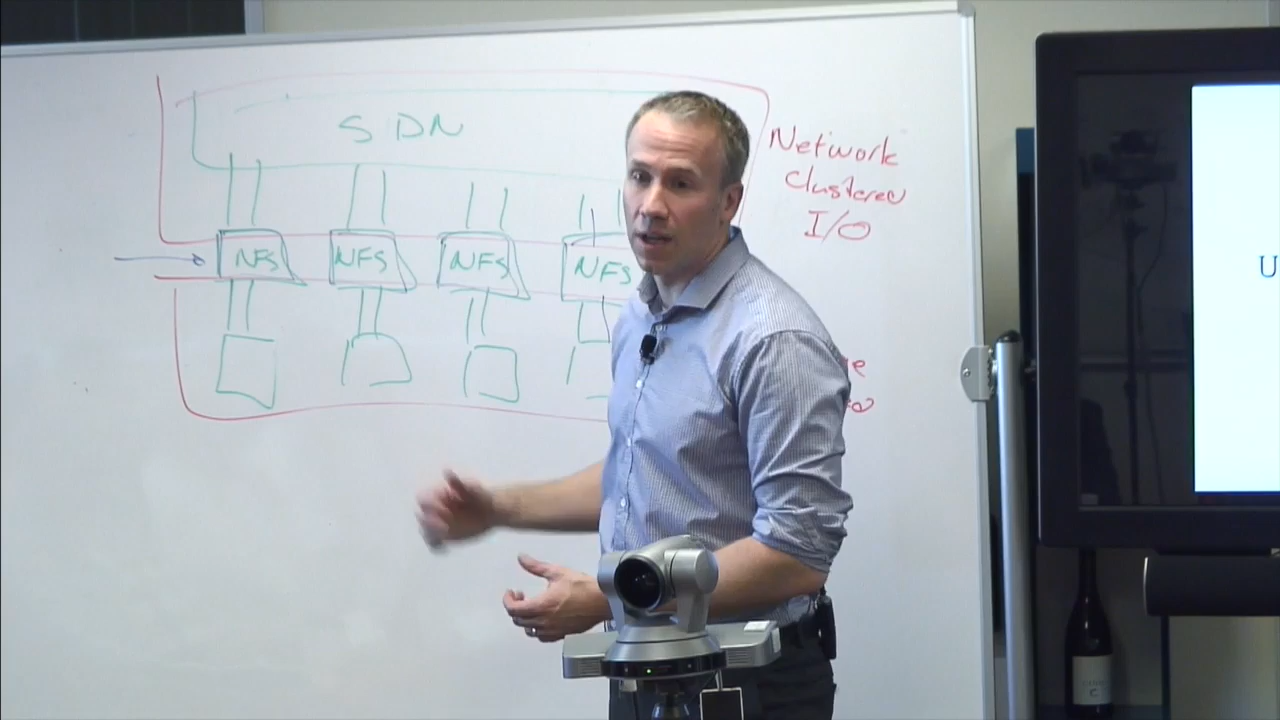 SDN
Network
clustered
I/O
NFS NFS NFS NFS
U